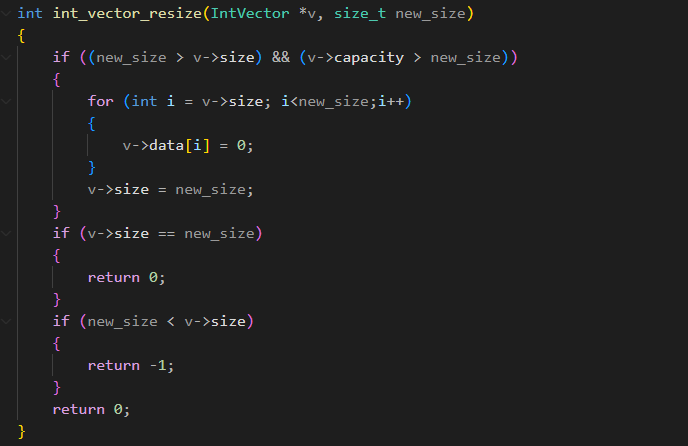 int int_vector_resize(IntVector *v, size_t new_size)
{
    if ((new_size > v->size) && (v->capacity > new_size))
    {
        for (int i = v->size; i<new_size;i++)
        {
            v->data[i] = 0;
        }
        v->size = new_size;
    }
    if (v->size == new_size)
    {
        return 0;
    }
    if (new_size < v->size)
    {
        return -1;
    }
    return 0;
}